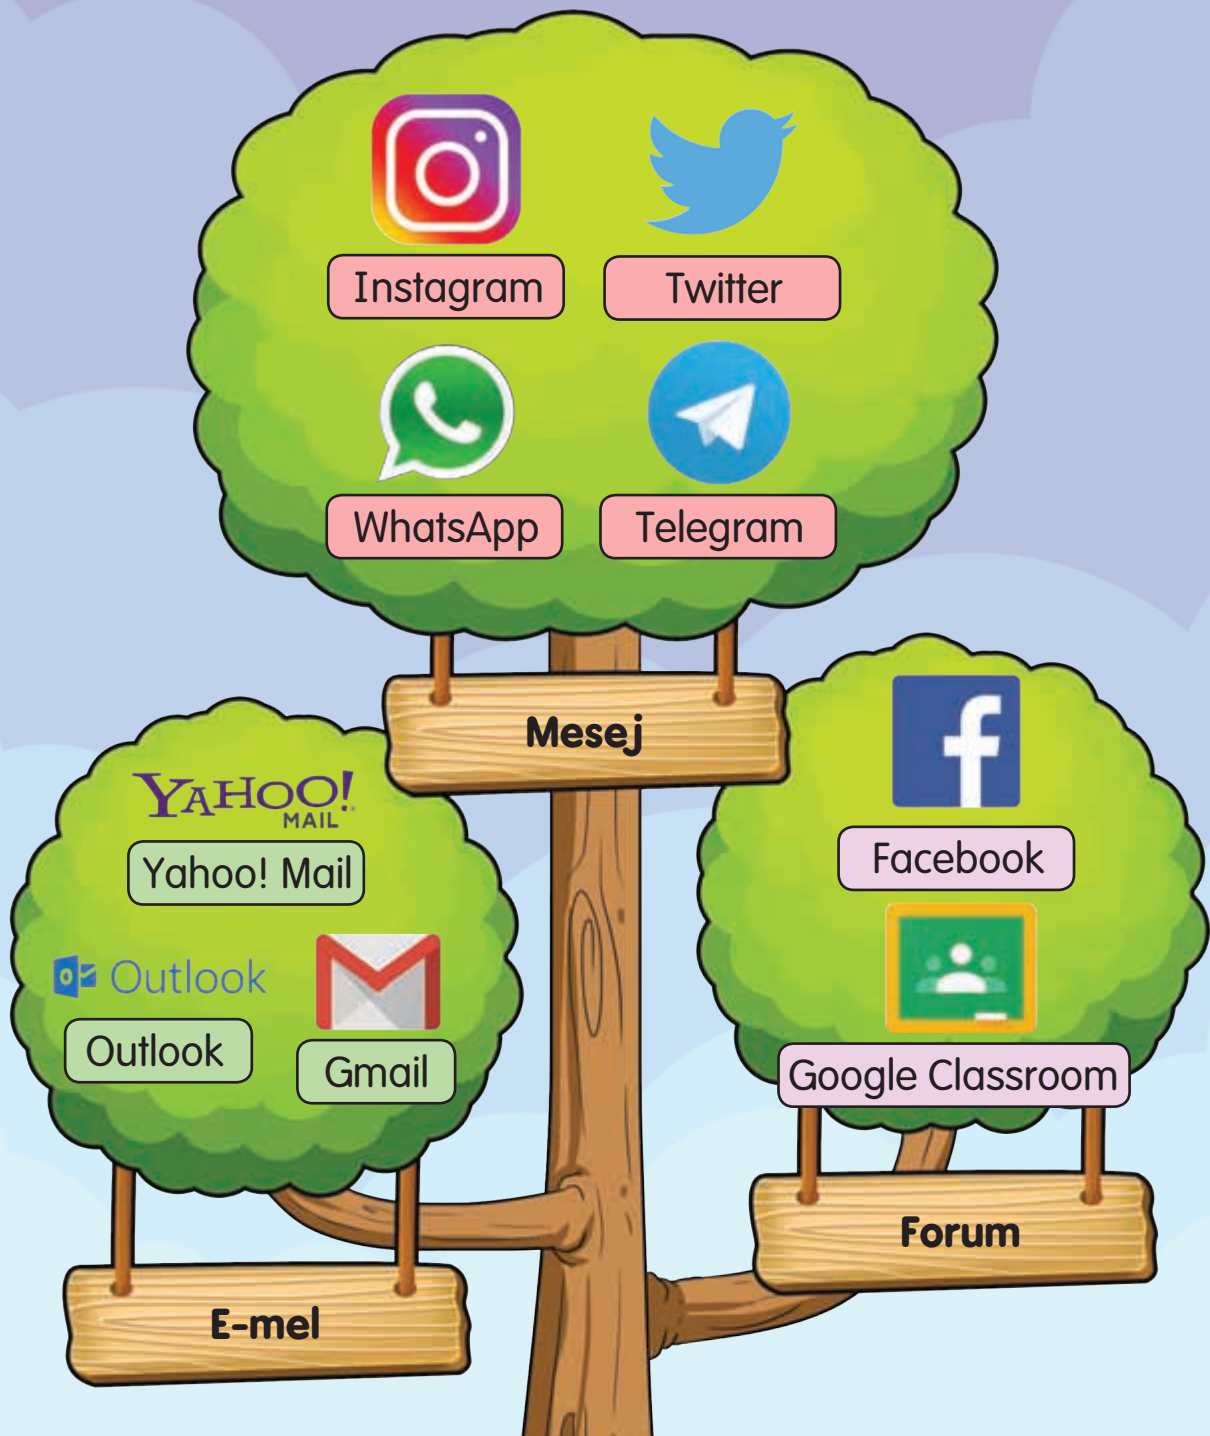 Instagram
Twitter
WhatsApp
Telegram
Mesej
YAHOO!
MAIL
Yahoo! Mail
Outlook
Outlook
Gmail
E-mel
Facebook
Google Classroom
Forum